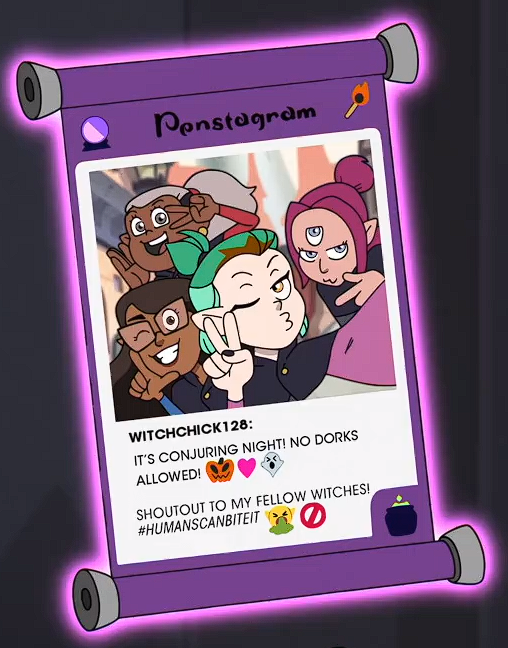 Penstagram
WITCHCHICK128:
IT'S CONJURING NIGHT! NO DORKS
ALLOWED! 🎃💗👻
SHOUTOUT TO MY FELLOW WITCHES!
#HUMANSCANBITEIT 🤮🚫